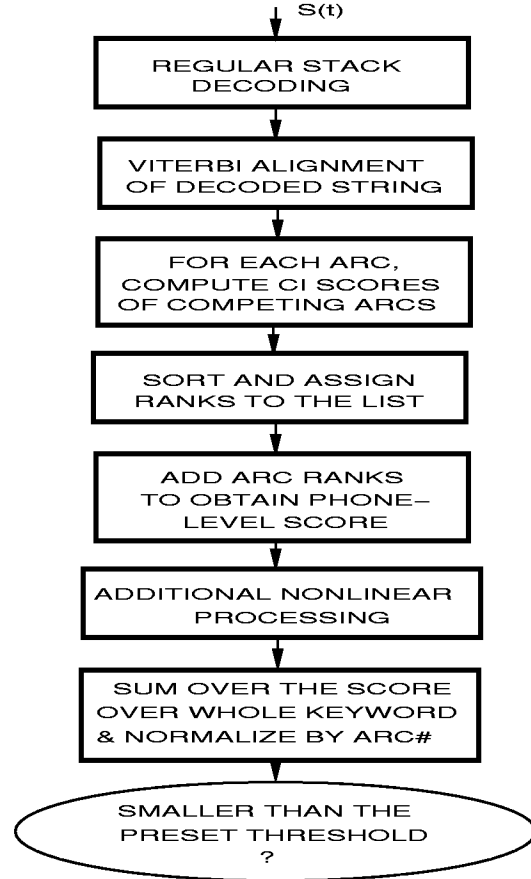 S(t)
REGULAR STACK
DECODING
VITERBI ALIGNMENT
OF DECODED STRING
FOR EACH ARC,
COMPUTE CI SCORES
OF COMPETING ARCS
SORT AND ASSIGN
RANKS TO THE LIST
ADD ARC RANKS
TO OBTAIN PHONE–
LEVEL SCORE
ADDITIONAL NONLINEAR
PROCESSING
SUM OVER THE SCORE
OVER WHOLE KEYWORD
& NORMALIZE BY ARC#
SMALLER THAN THE
PRESET THRESHOLD
?